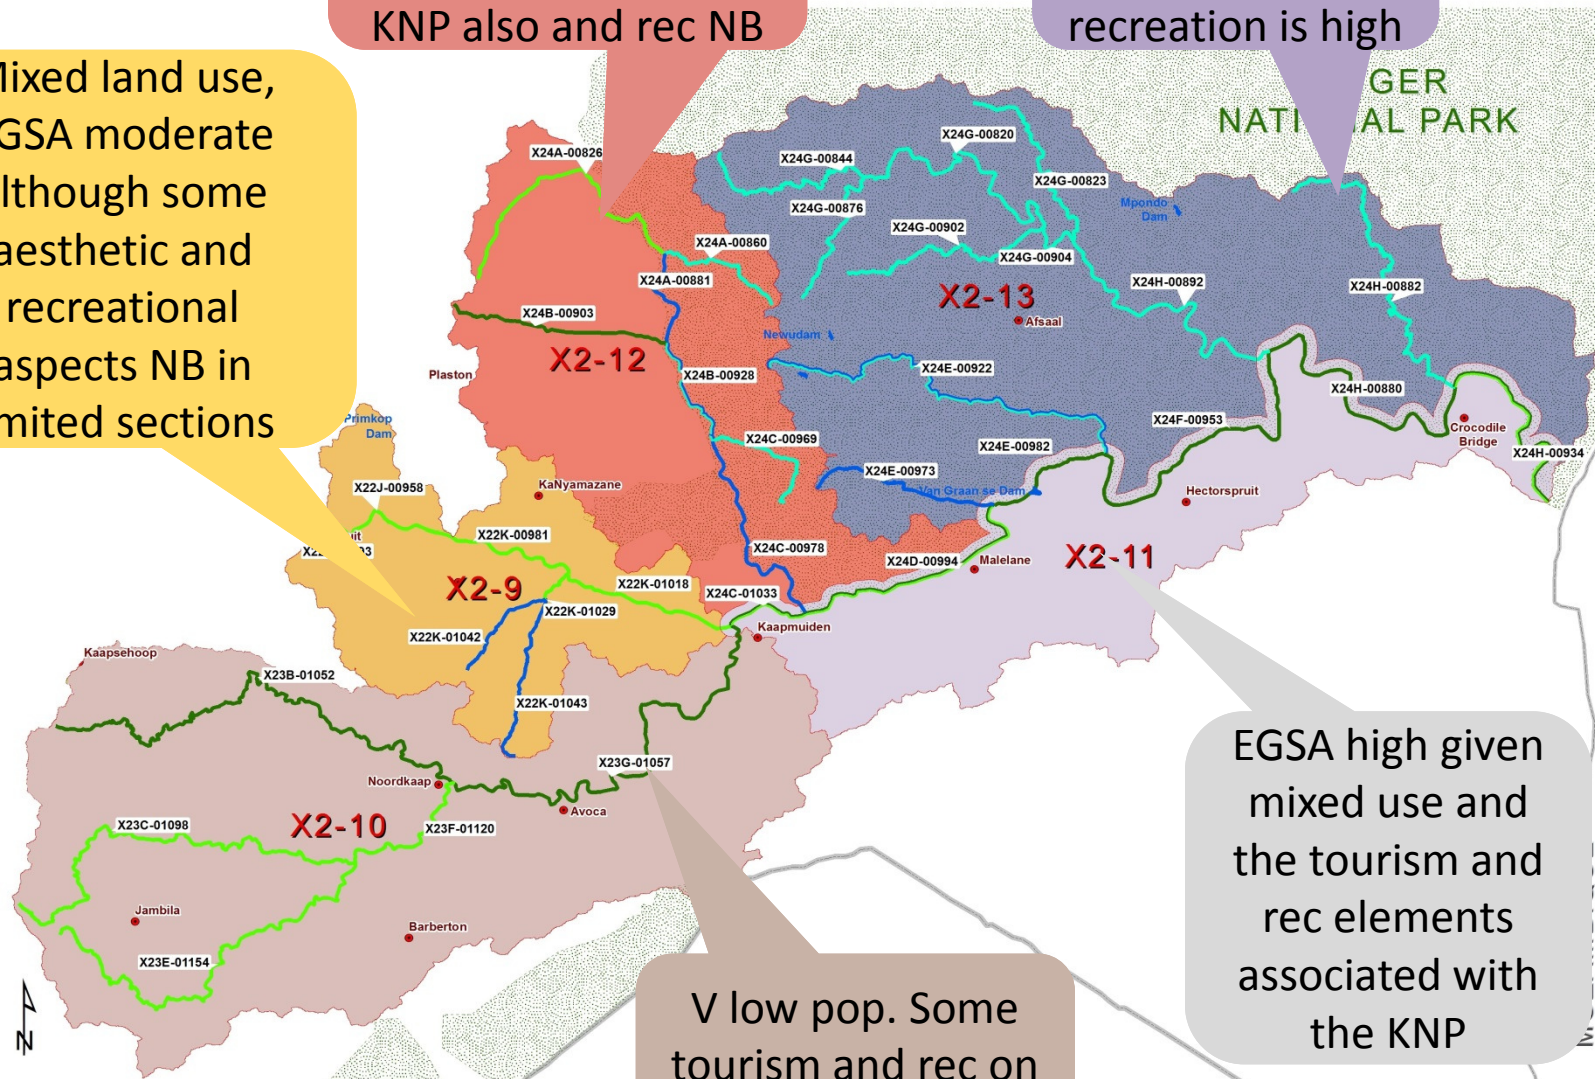 KNP also and rec NB
recreation is high
Mixed land use,
EGSA moderate
although some
aesthetic and
recreational
aspects NB in
limited sections
GER
NATI NAL PARK
X24A-00826
X24G-00820
X24G-00844
X24G-00823
X24G-00876
Mpondo
Dam
X24G-00902
X24A-00860
X24G-00904
X24A-00881
X24H-00892
X24H-00882
X2-13
Afsaal
X24B-00903
Newudam
X2-12
Plaston
X24B-00928
X24E-00922
X24H-00880
Primkop
Dam
X24F-00953
Crocodile
Bridge
X24C-00969
X24E-00982
X24H-00934
X24E-00973
KaNyamazane
X22J-00958
Van Graan se Dam
Hectorspruit
X22K-00981
X24C-00978
X24D-00994
Malelane
X2-11
X2-9
X22K-01018
X24C-01033
X22K-01029
Kaapmuiden
X22K-01042
Kaapsehoop
X23B-01052
X22K-01043
X23G-01057
Noordkaap
Avoca
X23C-01098
X2-10
X23F-01120
Jambila
Barberton
X23E-01154
N
EGSA high given
mixed use and
the tourism and
rec elements
associated with
the KNP
V low pop. Some
tourism and rec on